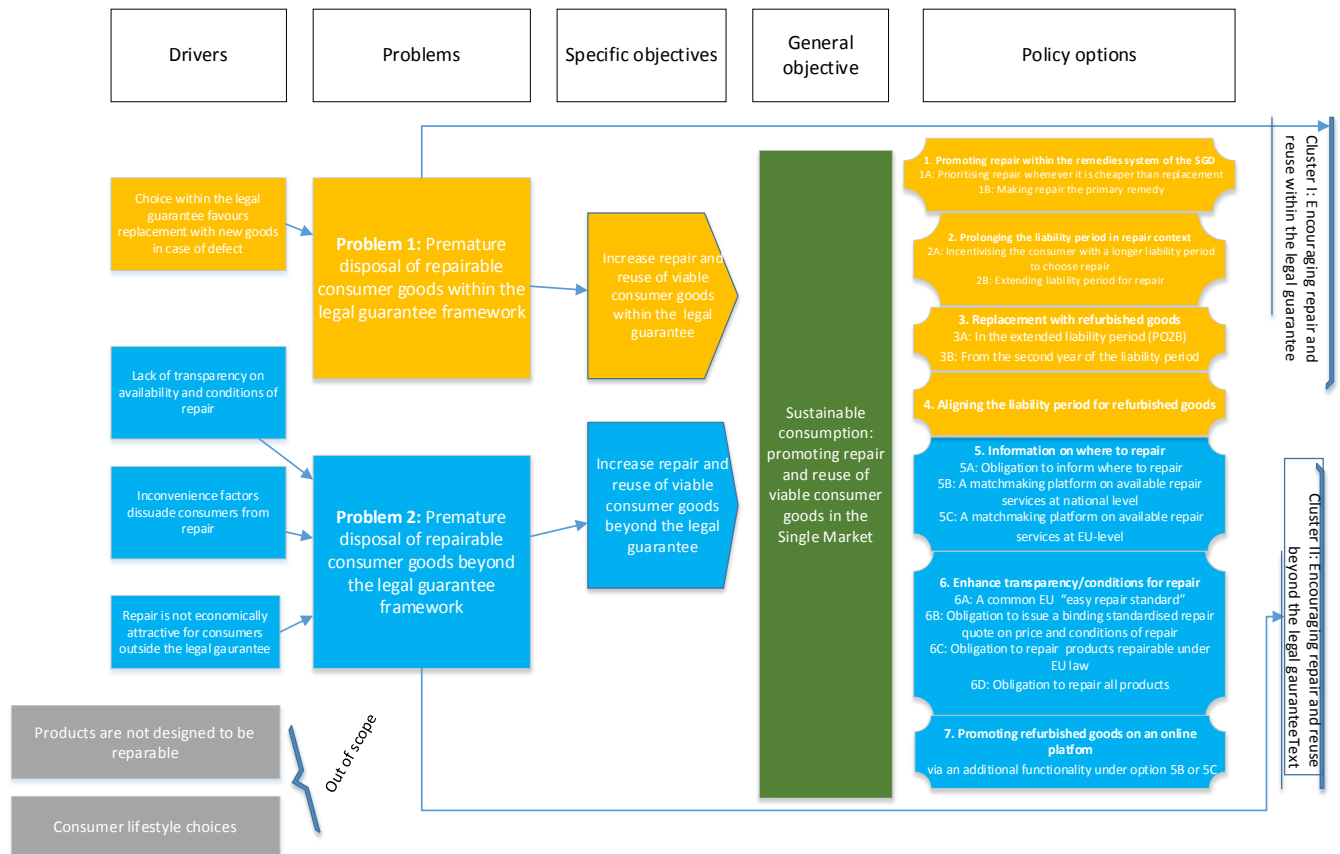 Drivers
Problems
Specific objectives
General
objective
Policy options
Choice within the legal
guarantee favours
replacement with new goods
in case of defect
Lack of transparency on
availability and conditions of
repair
Inconvenience factors
dissuade consumers from
repair
Repair is not economically
attractive for consumers
outside the legal gaurantee
Products are not designed to be
reparable
Consumer lifestyle choices
Out of scope
Problem 1: Premature
disposal of repairable
consumer goods within the
legal guarantee framework
Problem 2: Premature
disposal of repairable
consumer goods beyond
the legal guarantee
framework
Increase repair and
reuse of viable
consumer goods
within the legal
guarantee
Increase repair and
reuse of viable
consumer goods
beyond the legal
guarantee
Sustainable
consumption:
promoting repair
and reuse of
viable consumer
goods in the
Single Market
1. Promoting repair within the remedies system of the SGD
1A: Prioritising repair whenever it is cheaper than replacement
1B: Making repair the primary remedy
2. Prolonging the liability period in repair context
2A: Incentivising the consumer with a longer liability period
to choose repair
2B: Extending liability period for repair
3. Replacement with refurbished goods
3A: In the extended liability period (PO2B)
3B: From the second year of the liability period
4. Aligning the liability period for refurbished goods
5. Information on where to repair
5A: Obligation to inform where to repair
5B: A matchmaking platform on available repair
services at national level
5C: A matchmaking platform on available repair
services at EU-level
6. Enhance transparency/conditions for repair
6A: A common EU “easy repair standard”
6B: Obligation to issue a binding standardised repair
quote on price and conditions of repair
6C: Obligation to repair products repairable under
EU law
6D: Obligation to repair all products
7. Promoting refurbished goods on an online
platfom
via an additional functionality under option 5B or 5C
Cluster I: Encouraging repair and
reuse within the legal guarantee
Cluster II: Encouraging repair and reuse
beyond the legal gauranteeText